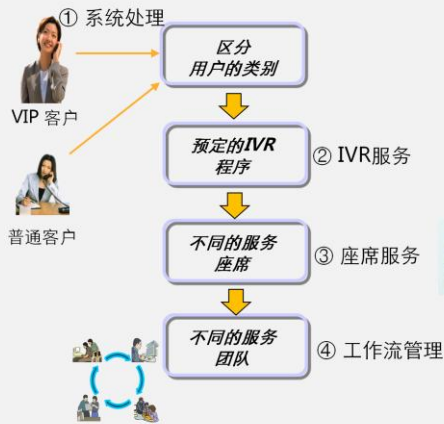 ① 系统处理
区分
用户的类别
VIP 客户
预定的IVR
程序
② IVR服务
普通客户
不同的服务
座席
③ 座席服务
不同的服务
团队
④ 工作流管理